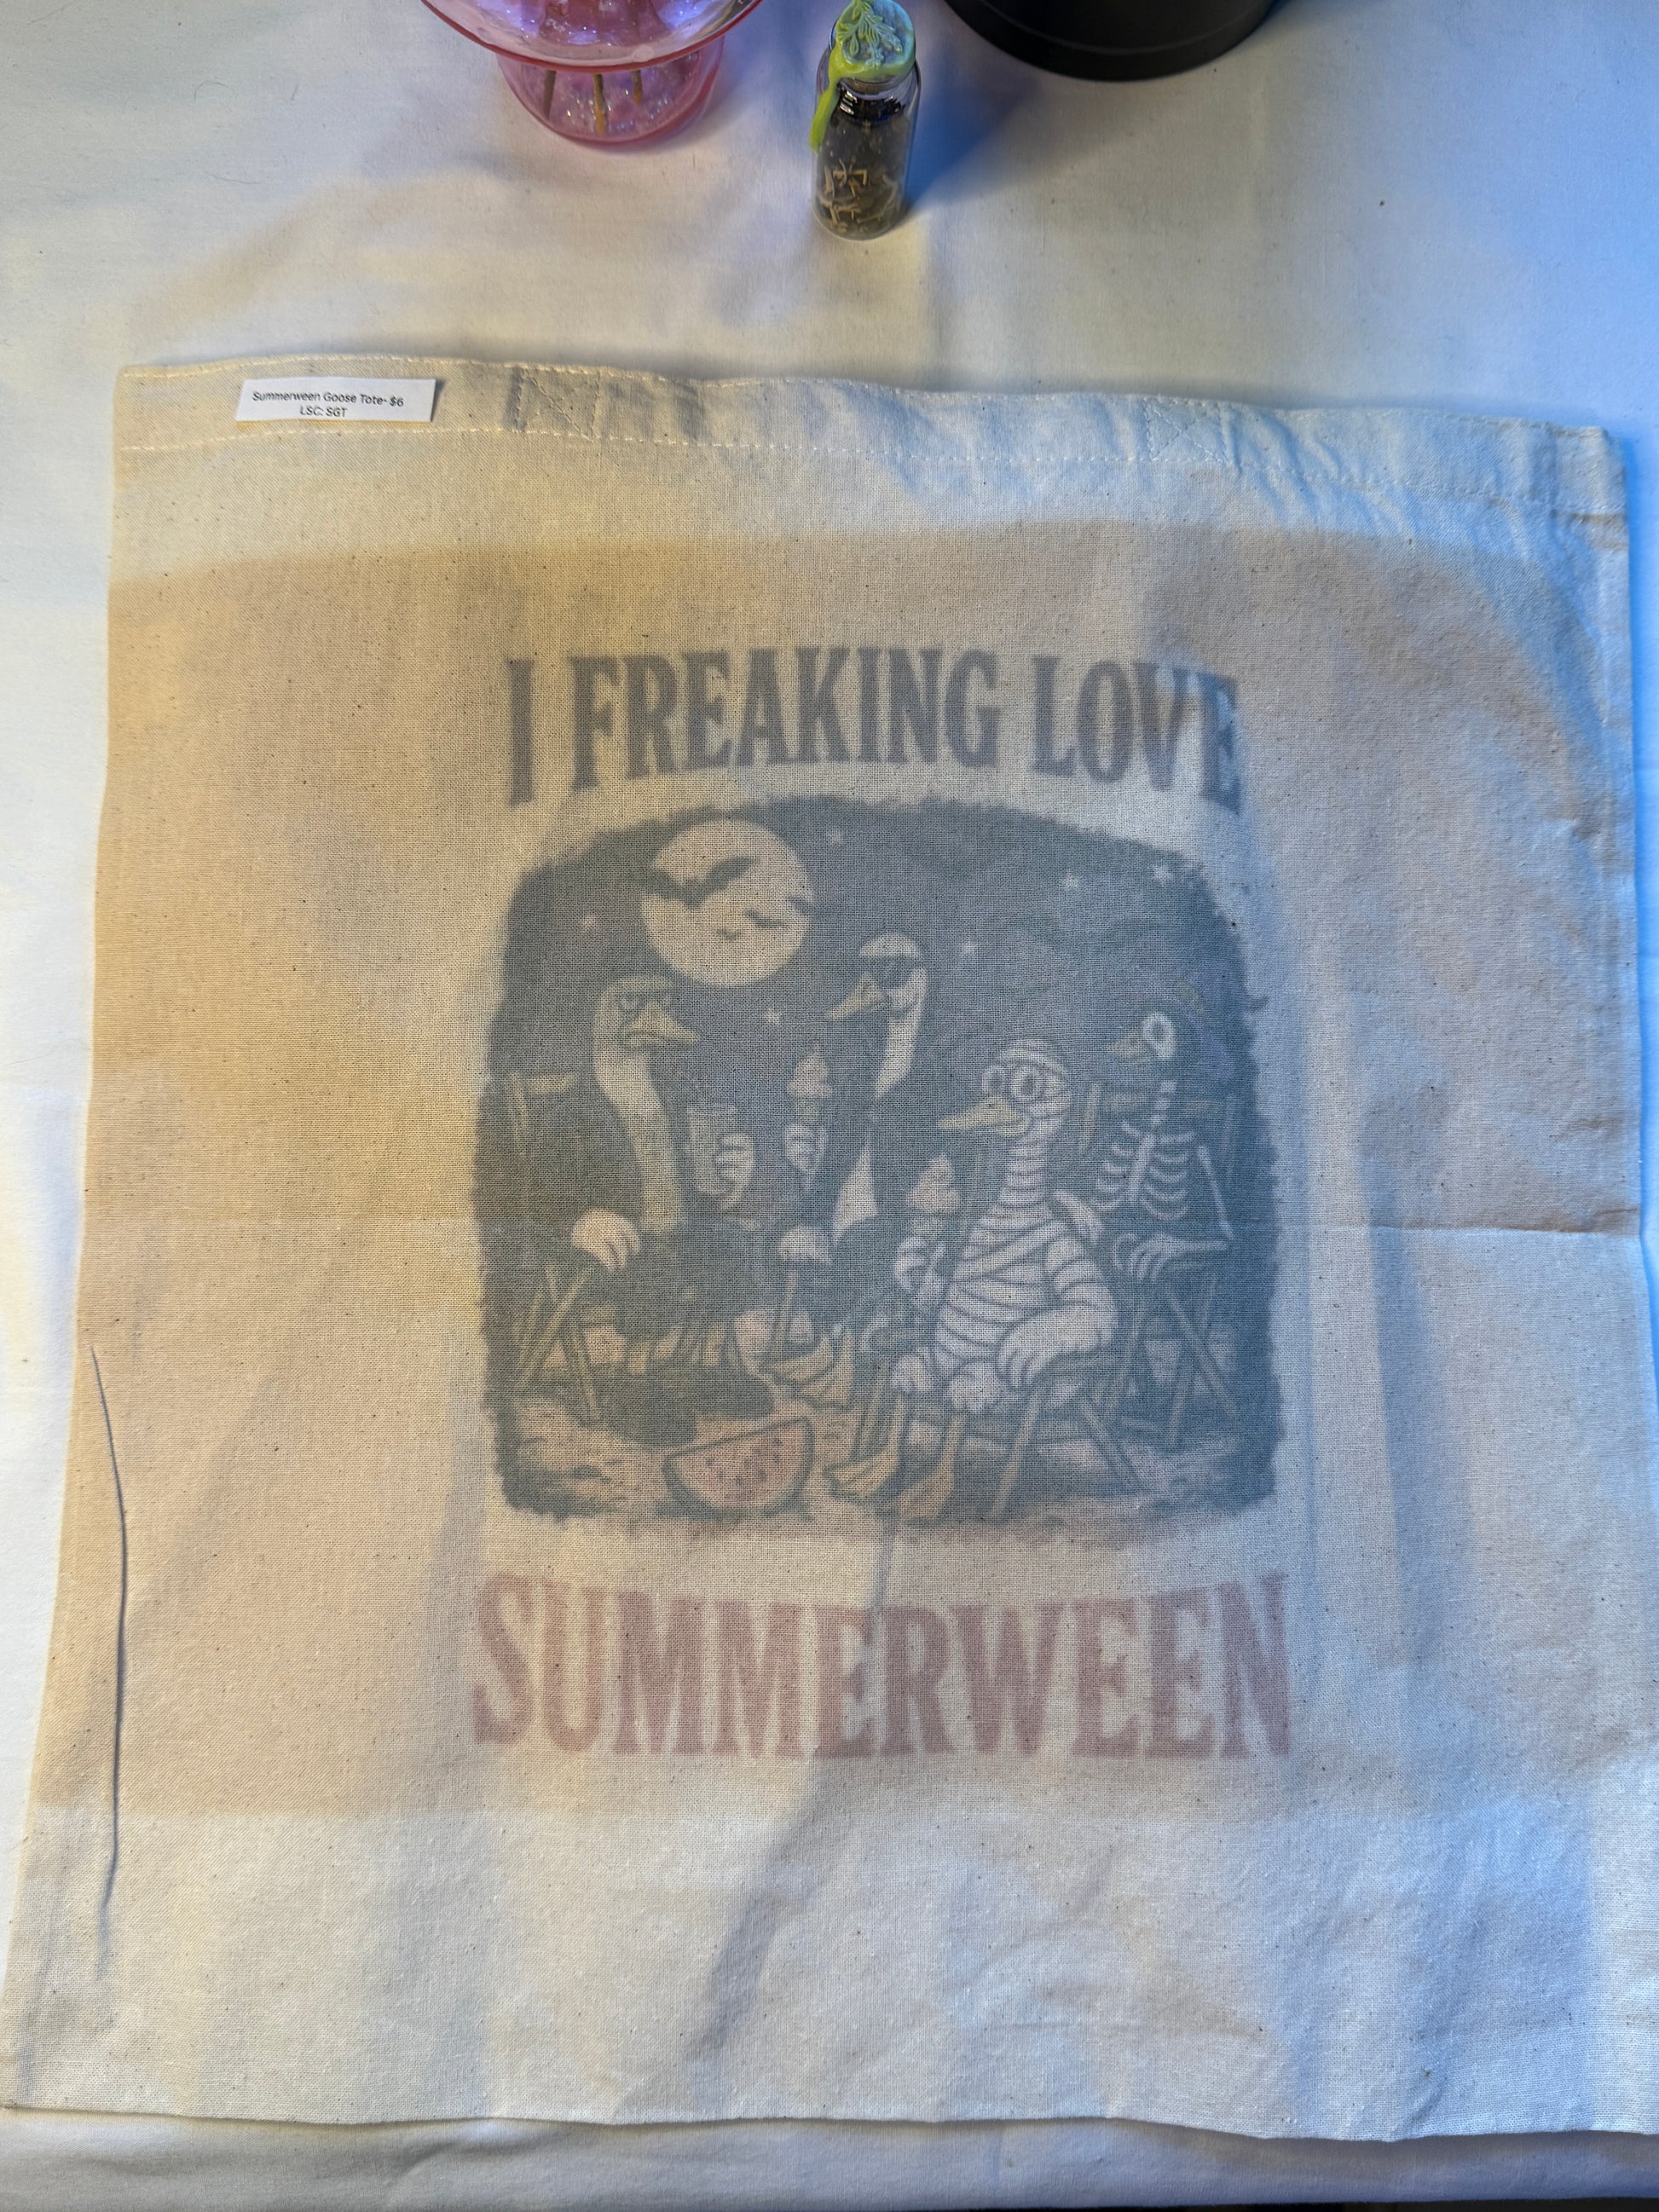 Summerween Goose Tote- $6
LSC: SGT
I FREAKING LOVE
SUMMERWEEN